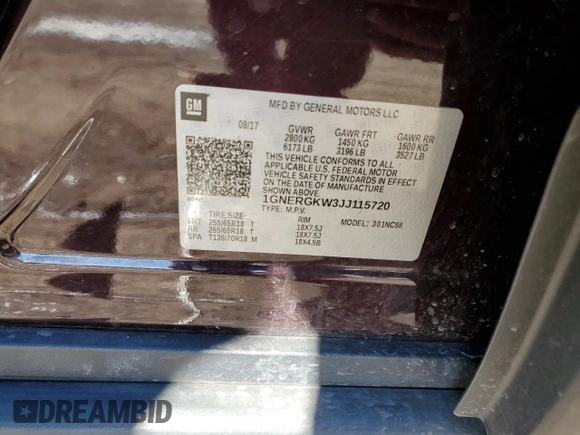 GM
MFD BY GENERAL MOTORS LLC
08/17
GVWR GAWR FRT GAWR RR
2800 KG 1450 KG 1600 KG
6173 LB 3196 LB 3527 LB
THIS VEHICLE CONFORMS TO ALL
APPLICABLE U.S. FEDERAL MOTOR
VEHICLE SAFETY STANDARDS IN EFFECT
ON THE DATE OF MANUFACTURE
SHOWN ABOVE.
1GNERGKW3JJ115720
TYPE: M.P.V. MODEL: 301NC56
TIRE SIZE RIM
FRT 255/65R18 T 18X7.5J
RR 255/65R18 T 18X7.5J
SPA T135/70R18 M 18X4.5B
DREAMBID